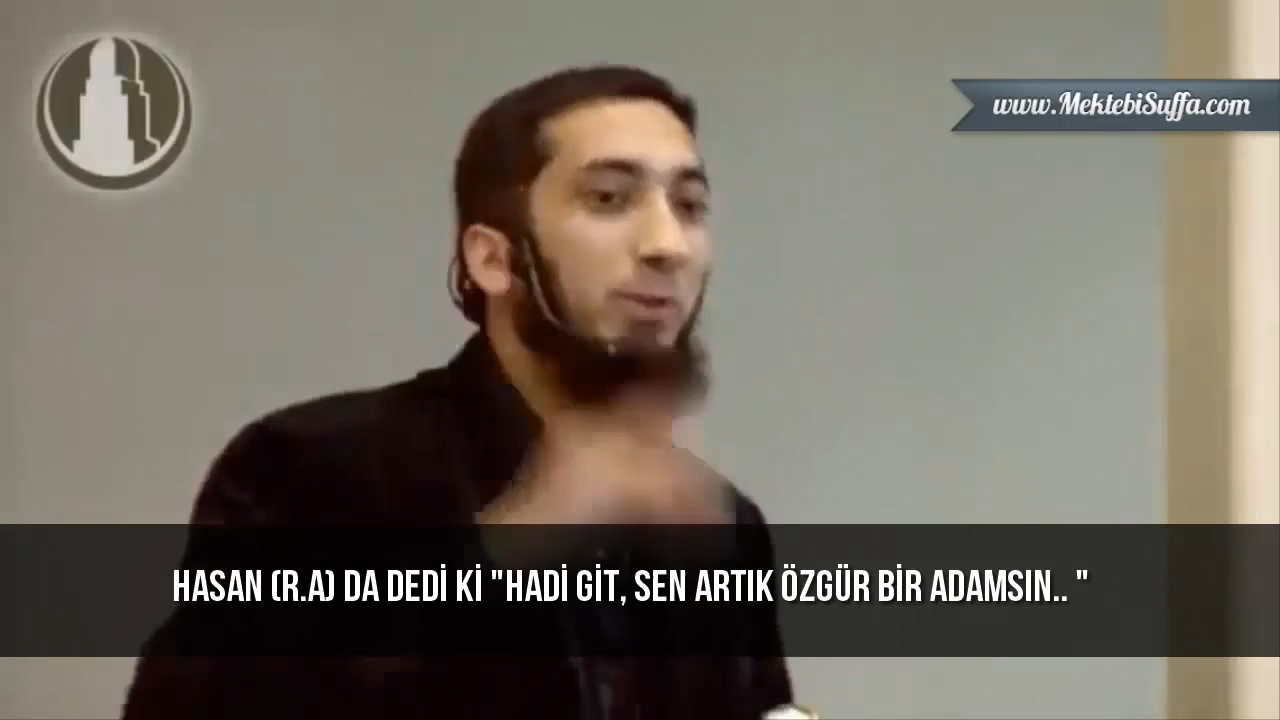 www.MektebiSuffa.com
HASAN (R.A) DA DEDİ Kİ "HADİ GİT, SEN ARTIK ÖZGÜR BİR ADAMSIN.. "